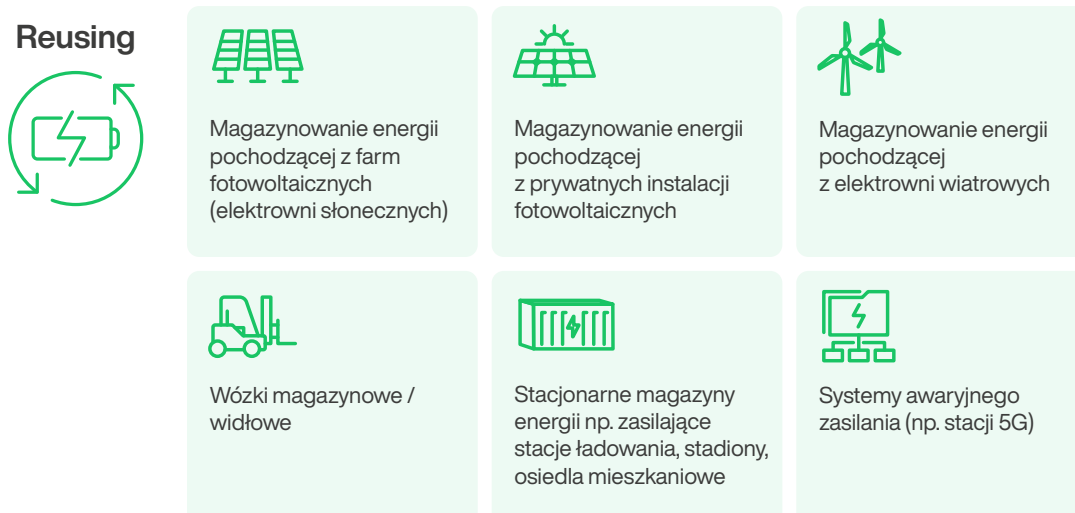 Reusing
Magazynowanie energii
pochodzącej z farm
fotowoltaicznych
(elektrowni słonecznych)
Magazynowanie energii
pochodzącej
z prywatnych instalacji
fotowoltaicznych
Magazynowanie energii
pochodzącej
z elektrowni wiatrowych
Wózki magazynowe /
widłowe
Stacjonarne magazyny
energii np. zasilające
stacje ładowania, stadiony,
osiedla mieszkaniowe
Systemy awaryjnego
zasilania (np. stacji 5G)